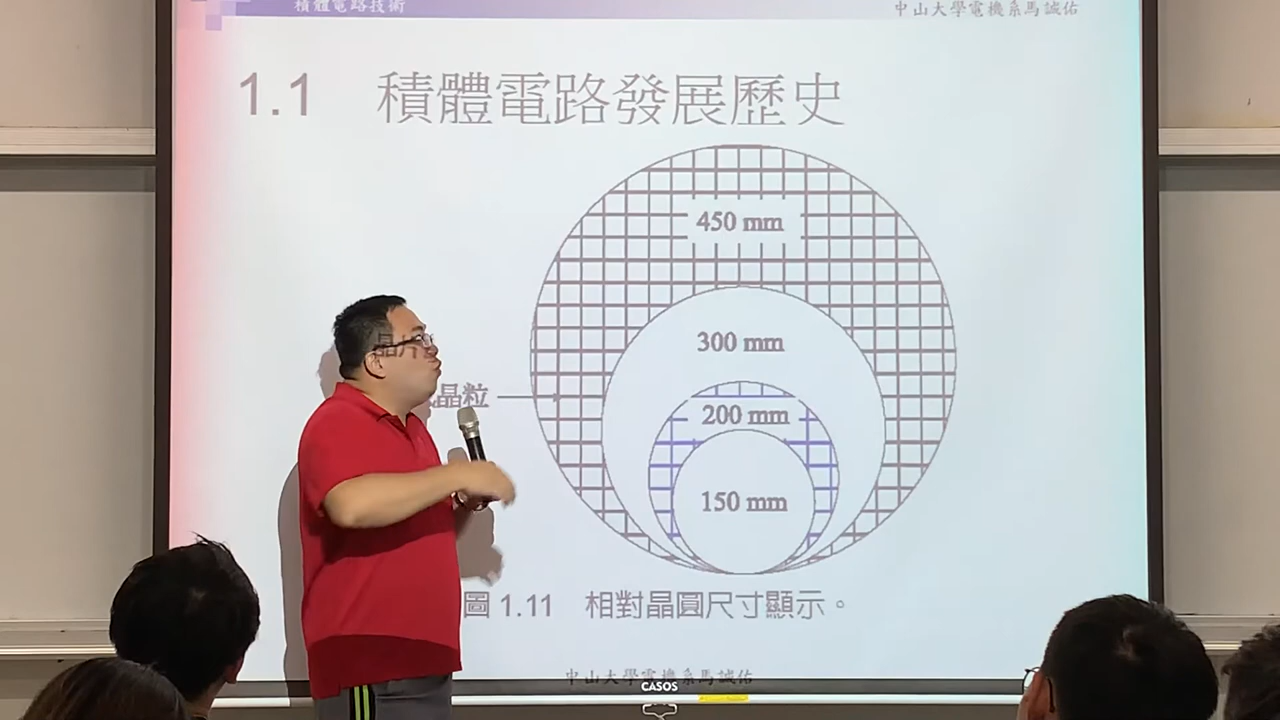 積體電路技術
中山大學電機系馬誠佑
1.1 積體電路發展歷史
450 mm
300 mm
晶片
晶粒
200 mm
150 mm
圖 1.11 相對晶圓尺寸顯示。
中山大學電機系馬誠佑
CASOS